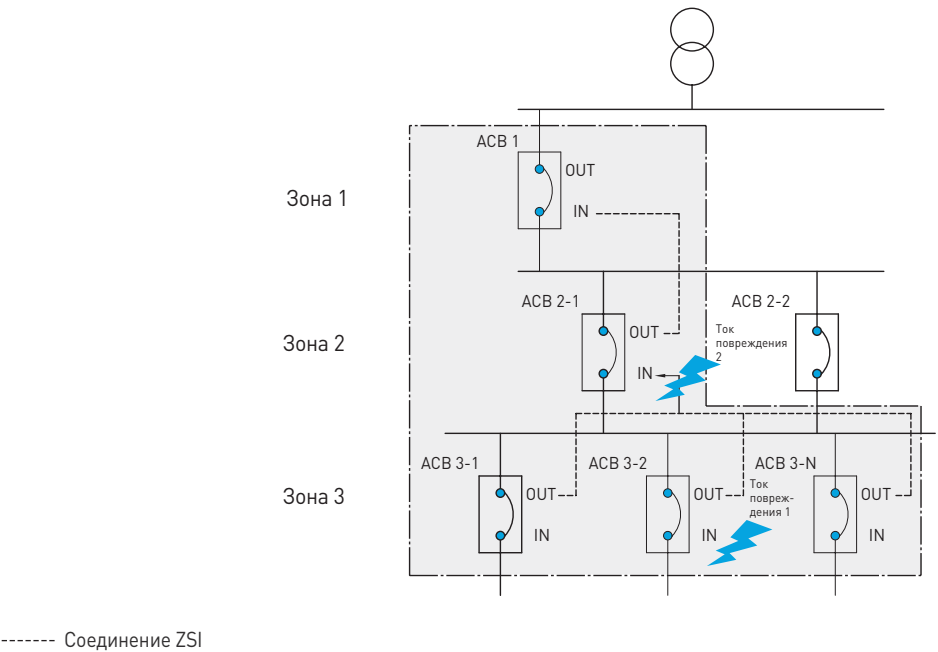 ACB 1
OUT
Зона 1
IN
ACB 2-1
ACB 2-2
OUT
Ток
повреждения
2
Зона 2
IN
ACB 3-1
ACB 3-2
ACB 3-N
Ток
повреж-
дения 1
Зона 3
OUT
OUT
OUT
IN
IN
IN
Соединение ZSI